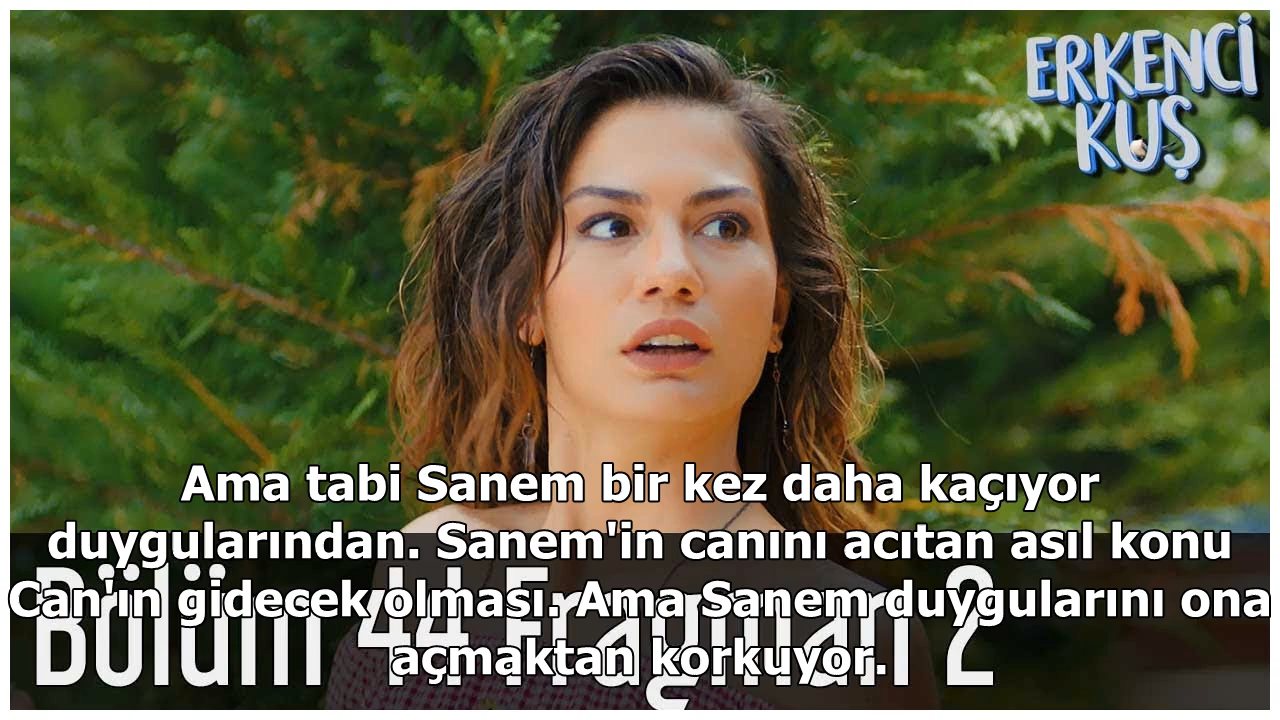 ERKENCİ
KUŞ
Ama tabi Sanem bir kez daha kaçıyor
duygularından. Sanem'in canını acıtan asıl konu
Can'ın gidecek olması. Ama Sanem duygularını ona
açmaktan korkuyor.
Bölüm 44 Fragman 2